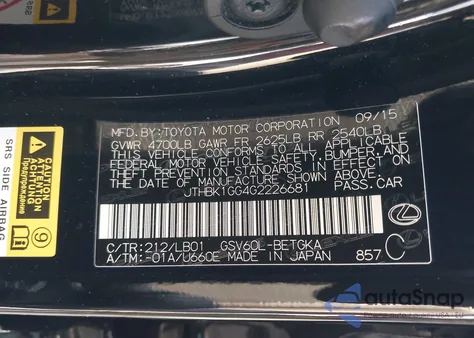 09/15
MFD.BY:TOYOTA MOTOR CORPORATION
GVWR 4700LB GAWR FR 2625LB RR 2540LB
THIS VEHICLE CONFORMS TO ALL APPLICABLE
FEDERAL MOTOR VEHICLE SAFETY, BUMPER, AND
THEFT PREVENTION STANDARDS IN EFFECT ON
THE DATE OF MANUFACTURE SHOWN ABOVE.
JTHBK1GG4G2226681 PASS.CAR
C/TR:212/LB01 GSV60L-BETGKA
A/TM:-01A/U660E MADE IN JAPAN 857 C
SRS SIDE AIRBAG
autoSnap